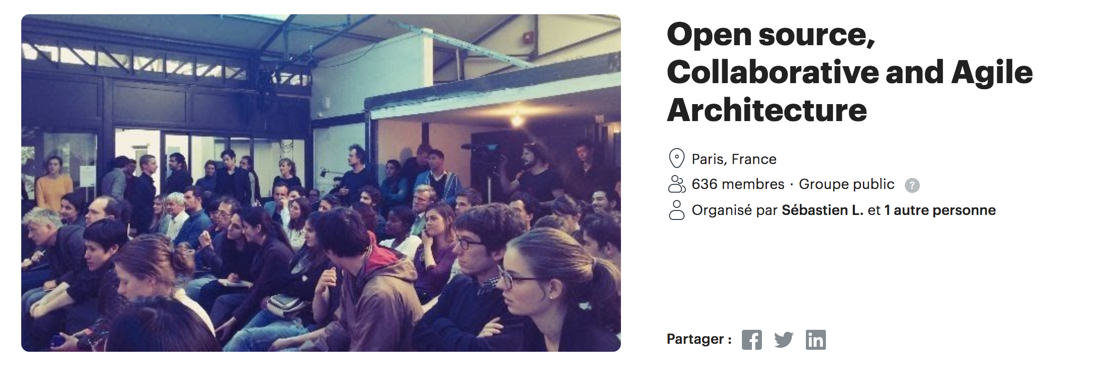 Open source,
Collaborative and Agile
Architecture
Paris, France
636 membres · Groupe public ?
Organisé par Sébastien L. et 1 autre personne
Partager :